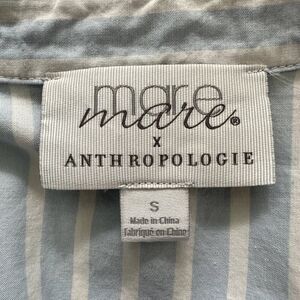 mare
mare®
x
ANTHROPOLOGIE
S
Made in China
Fabriqué en Chine